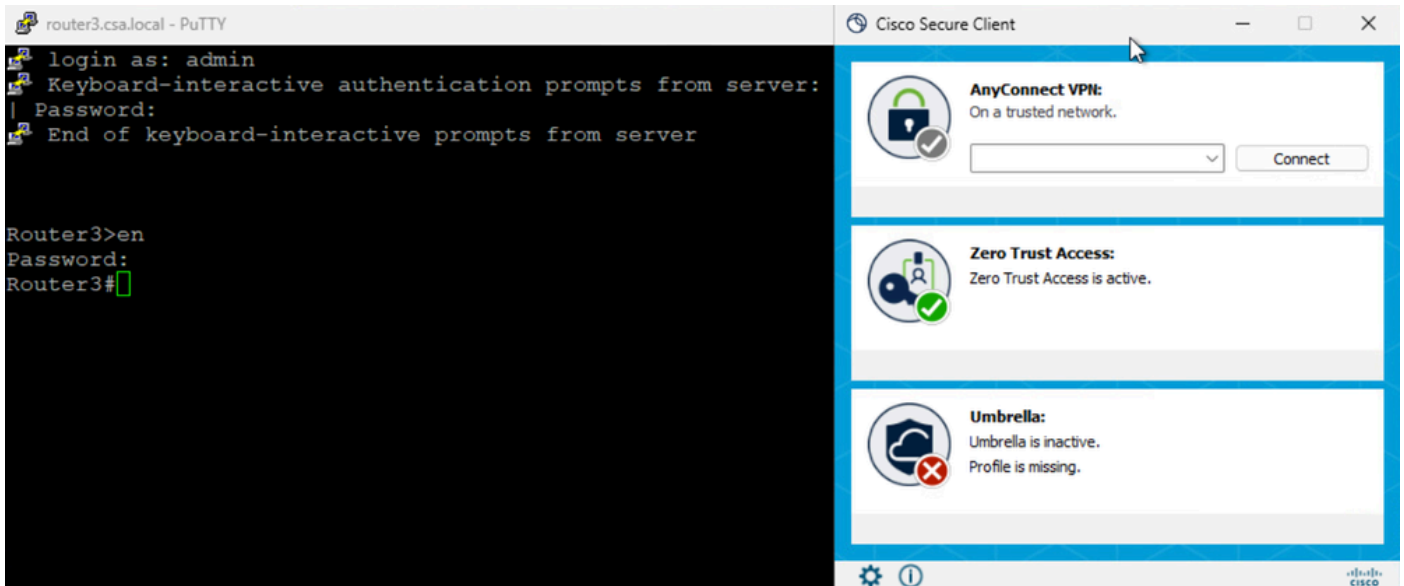 router3.csa.local - PuTTY
login as: admin
Keyboard-interactive authentication prompts from server:
| Password:
End of keyboard-interactive prompts from server
Router3>en
Password:
Router3#
Cisco Secure Client
AnyConnect VPN:
On a trusted network.
Connect
Zero Trust Access:
Zero Trust Access is active.
Umbrella:
Umbrella is inactive.
Profile is missing.
cisco